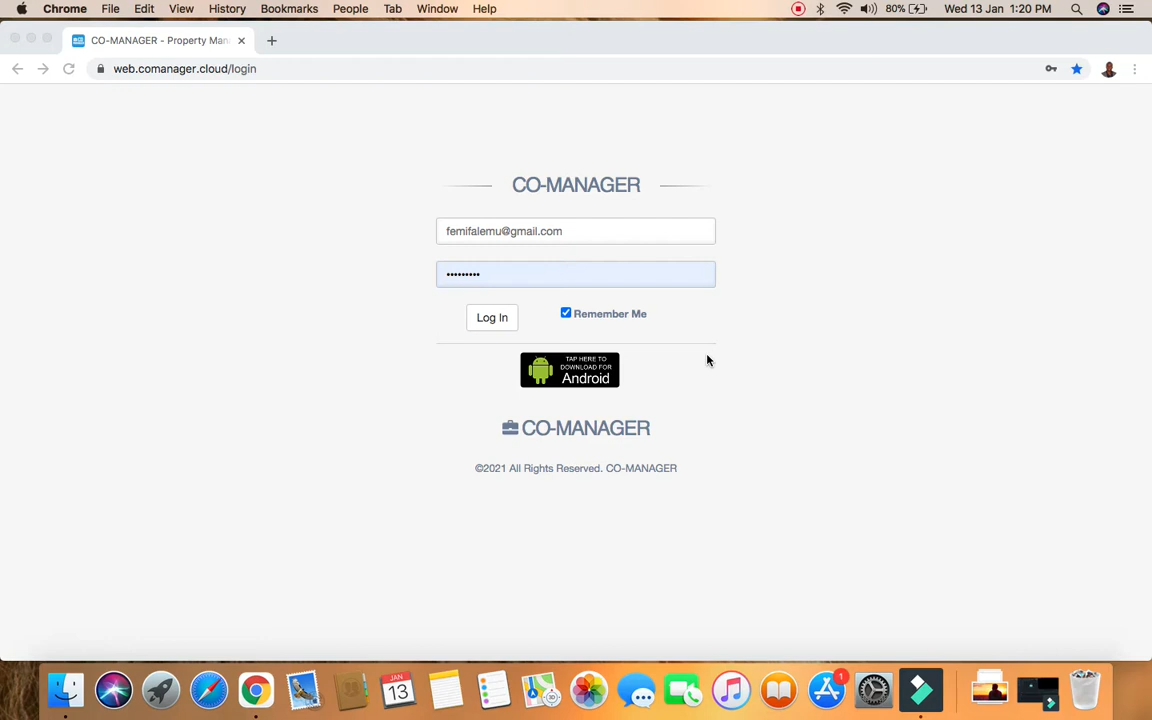 Chrome File Edit View History Bookmarks People Tab Window Help 80% Wed 13 Jan 1:20 PM
CO-MANAGER - Property Man
web.comanager.cloud/login
CO-MANAGER
femifalemu@gmail.com
•••••••••
Log In Remember Me
TAP HERE TO
DOWNLOAD FOR
Android
CO-MANAGER
©2021 All Rights Reserved. CO-MANAGER
JAN
13
3D
1